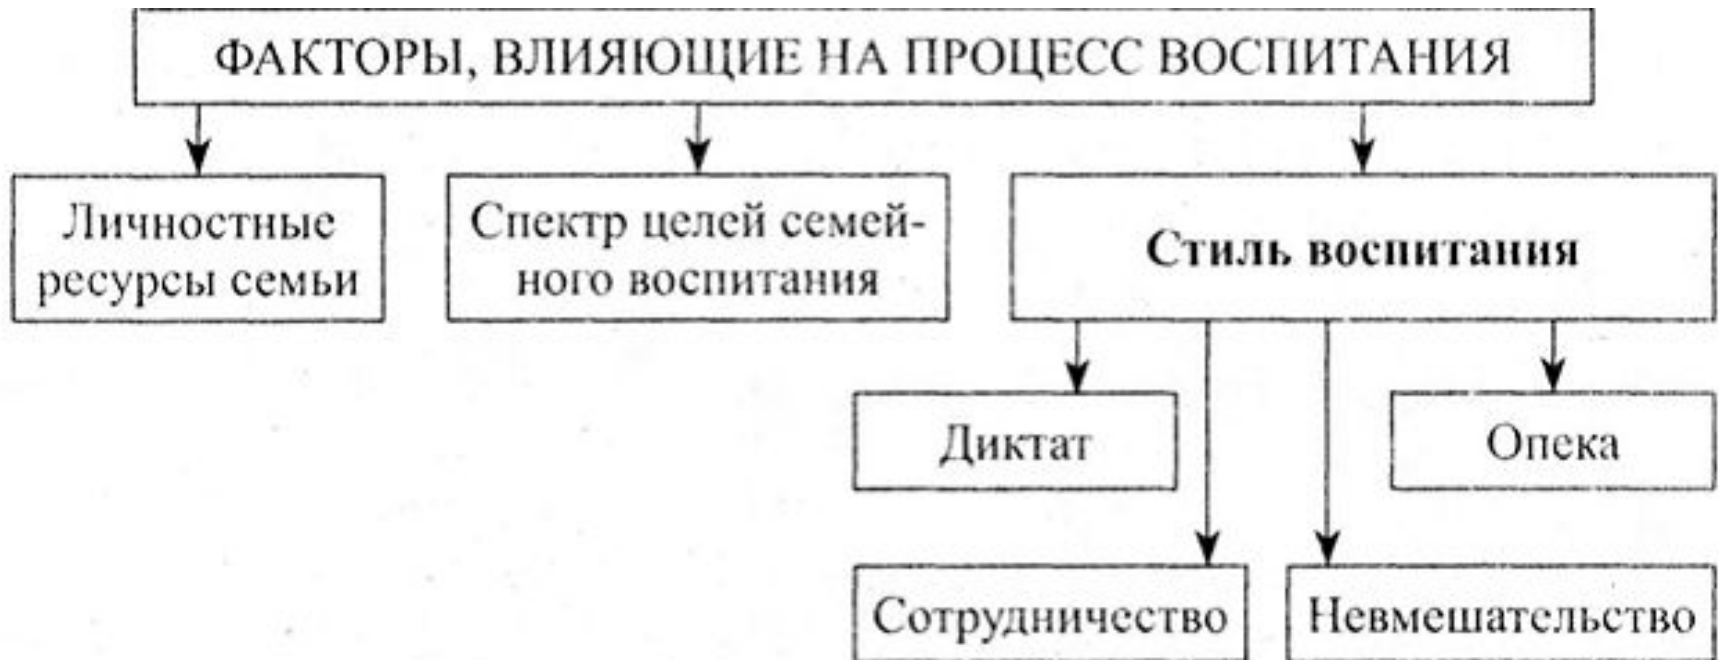 ФАКТОРЫ, ВЛИЯЮЩИЕ НА ПРОЦЕСС ВОСПИТАНИЯ
Личностные
ресурсы семьи
Спектр целей семей-
ного воспитания
Стиль воспитания
Диктат
Опека
Сотрудничество
Невмешательство